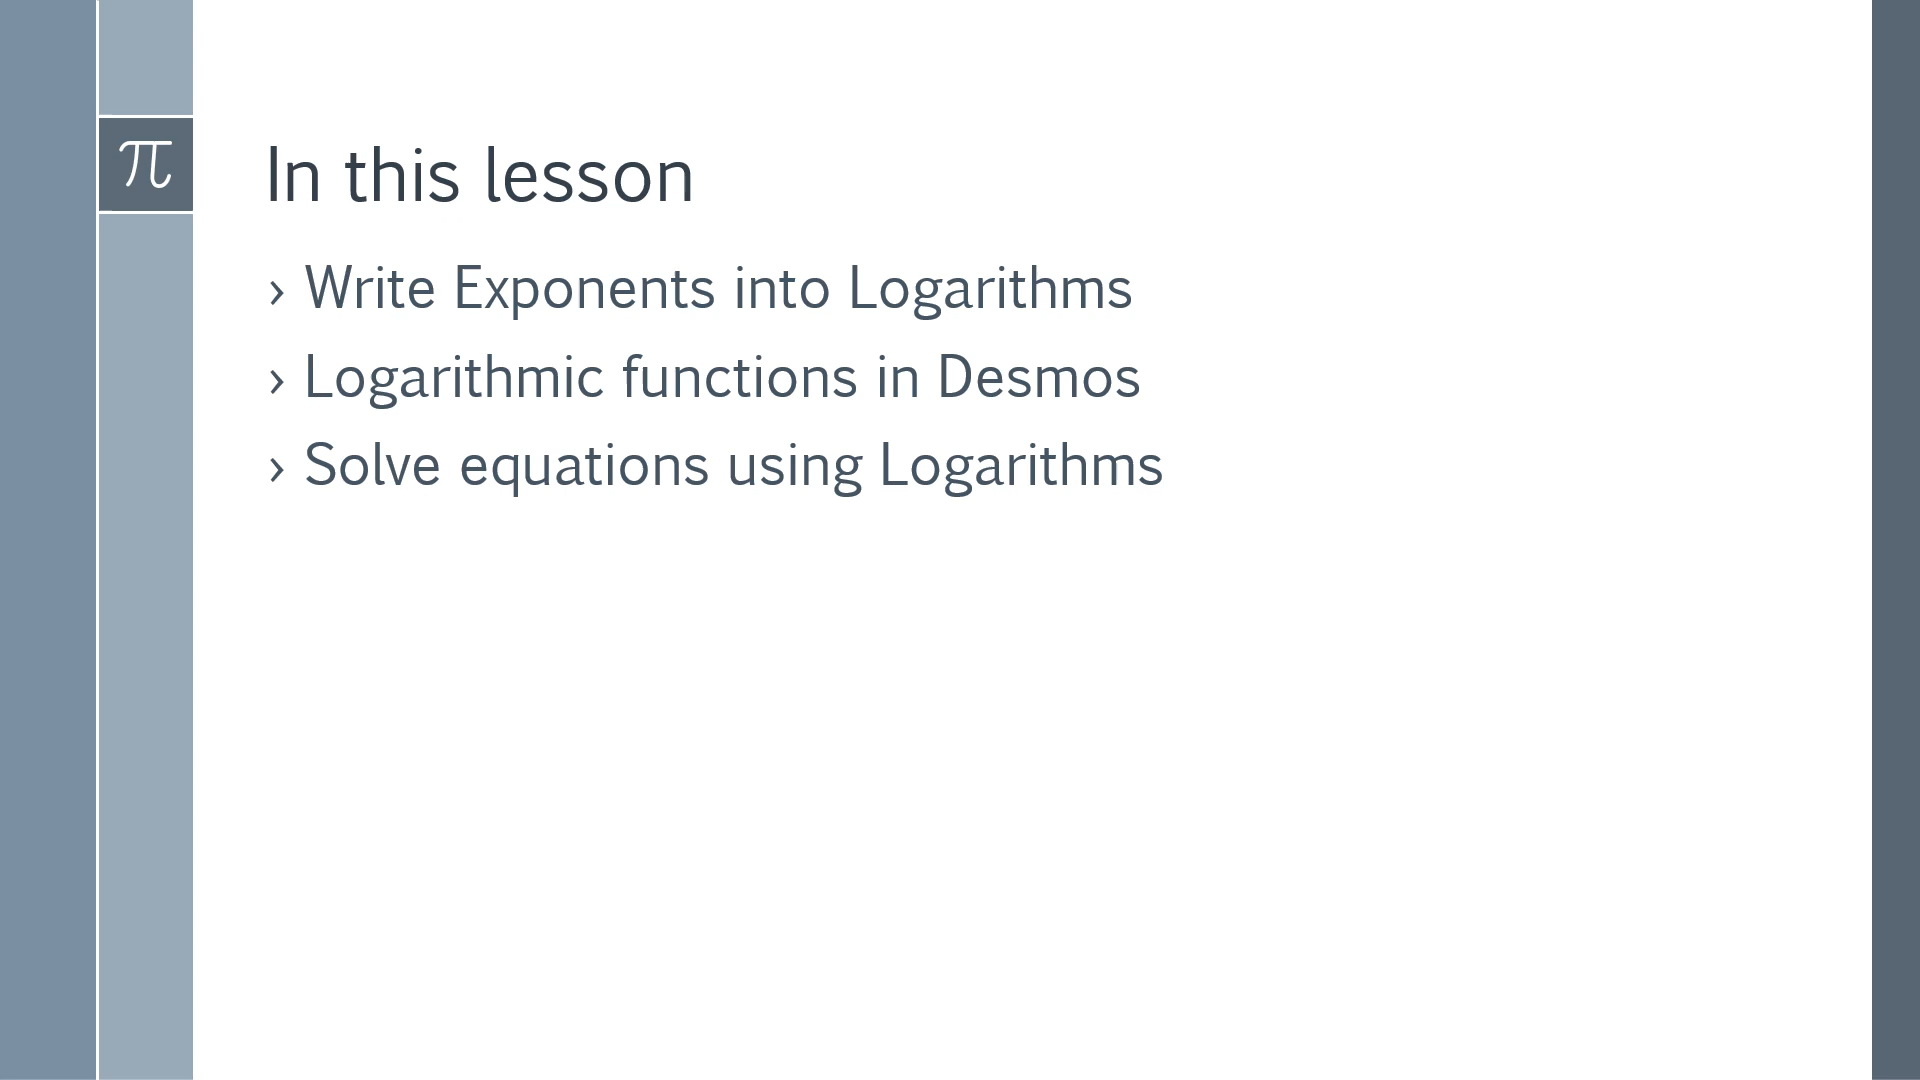 π
In this lesson
› Write Exponents into Logarithms
› Logarithmic functions in Desmos
› Solve equations using Logarithms